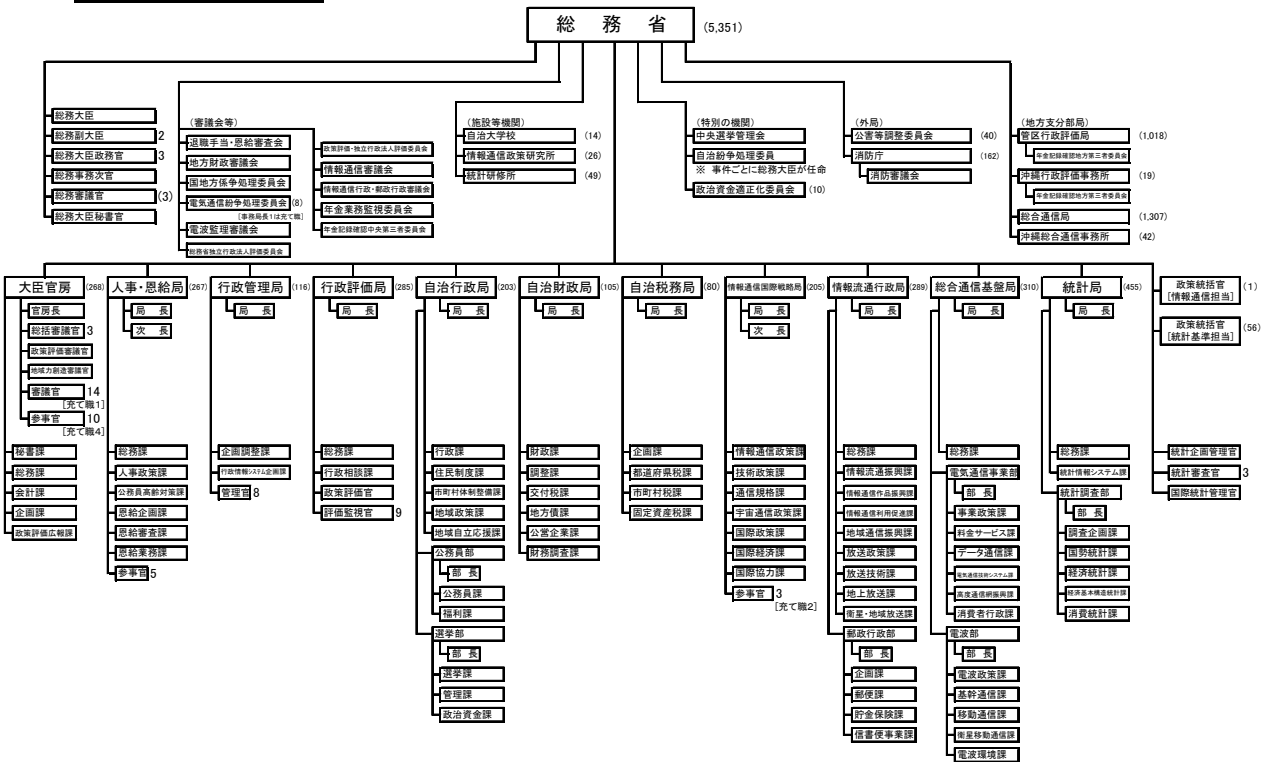 総務省 (5,351)
総務大臣
総務副大臣 2
総務大臣政務官 3
総務事務次官
総務審議官 (3)
総務大臣秘書官
(審議会等)
退職手当・恩給審査会
地方財政審議会
国地方係争処理委員会
電気通信紛争処理委員会 (8)
[事務局長1は充て職]
電波監理審議会
総務省独立行政法人評価委員会
政策評価・独立行政法人評価委員会
情報通信審議会
情報通信行政・郵政行政審議会
年金業務監視委員会
年金記録確認中央第三者委員会
(施設等機関)
自治大学校 (14)
情報通信政策研究所 (26)
統計研修所 (49)
(特別の機関)
中央選挙管理会
自治紛争処理委員
※ 事件ごとに総務大臣が任命
政治資金適正化委員会 (10)
(外局)
公害等調整委員会 (40)
消防庁 (162)
消防審議会
(地方支分部局)
管区行政評価局 (1,018)
年金記録確認地方第三者委員会
沖縄行政評価事務所 (19)
年金記録確認地方第三者委員会
総合通信局 (1,307)
沖縄総合通信事務所 (42)
大臣官房 (268)
官房長
総括審議官 3
政策評価審議官
地域力創造審議官
審議官 14
[充て職1]
参事官 10
[充て職4]
秘書課
総務課
会計課
企画課
政策評価広報課
人事・恩給局 (267)
局 長
次 長
総務課
人事政策課
公務員高齢対策課
恩給企画課
恩給審査課
恩給業務課
参事官 5
行政管理局 (116)
局 長
企画調整課
行政情報システム企画課
管理官 8
行政評価局 (285)
局 長
総務課
行政相談課
政策評価官
評価監視官 9
自治行政局 (203)
局 長
行政課
住民制度課
市町村体制整備課
地域政策課
地域自立応援課
公務員部
部 長
公務員課
福利課
選挙部
部 長
選挙課
管理課
政治資金課
自治財政局 (105)
局 長
財政課
調整課
交付税課
地方債課
公営企業課
財務調査課
自治税務局 (80)
局 長
企画課
都道府県税課
市町村税課
固定資産税課
情報通信国際戦略局 (205)
局 長
次 長
情報通信政策課
技術政策課
通信規格課
宇宙通信政策課
国際政策課
国際経済課
国際協力課
参事官 3
[充て職2]
情報流通行政局 (289)
局 長
総務課
情報流通振興課
情報通信作品振興課
情報通信利用促進課
地域通信振興課
放送政策課
放送技術課
地上放送課
衛星・地域放送課
郵政行政部
部 長
企画課
郵便課
貯金保険課
信書便事業課
総合通信基盤局 (310)
局 長
総務課
電気通信事業部
部 長
事業政策課
料金サービス課
データ通信課
電気通信技術システム課
高度通信網振興課
消費者行政課
電波部
部 長
電波政策課
基幹通信課
移動通信課
衛星移動通信課
電波環境課
統計局 (455)
局 長
総務課
統計情報システム課
統計調査部
部 長
調査企画課
国勢統計課
経済統計課
経済基本構造統計課
消費統計課
政策統括官 (1)
[情報通信担当]
政策統括官 (56)
[統計基準担当]
統計企画管理官
統計審査官 3
国際統計管理官